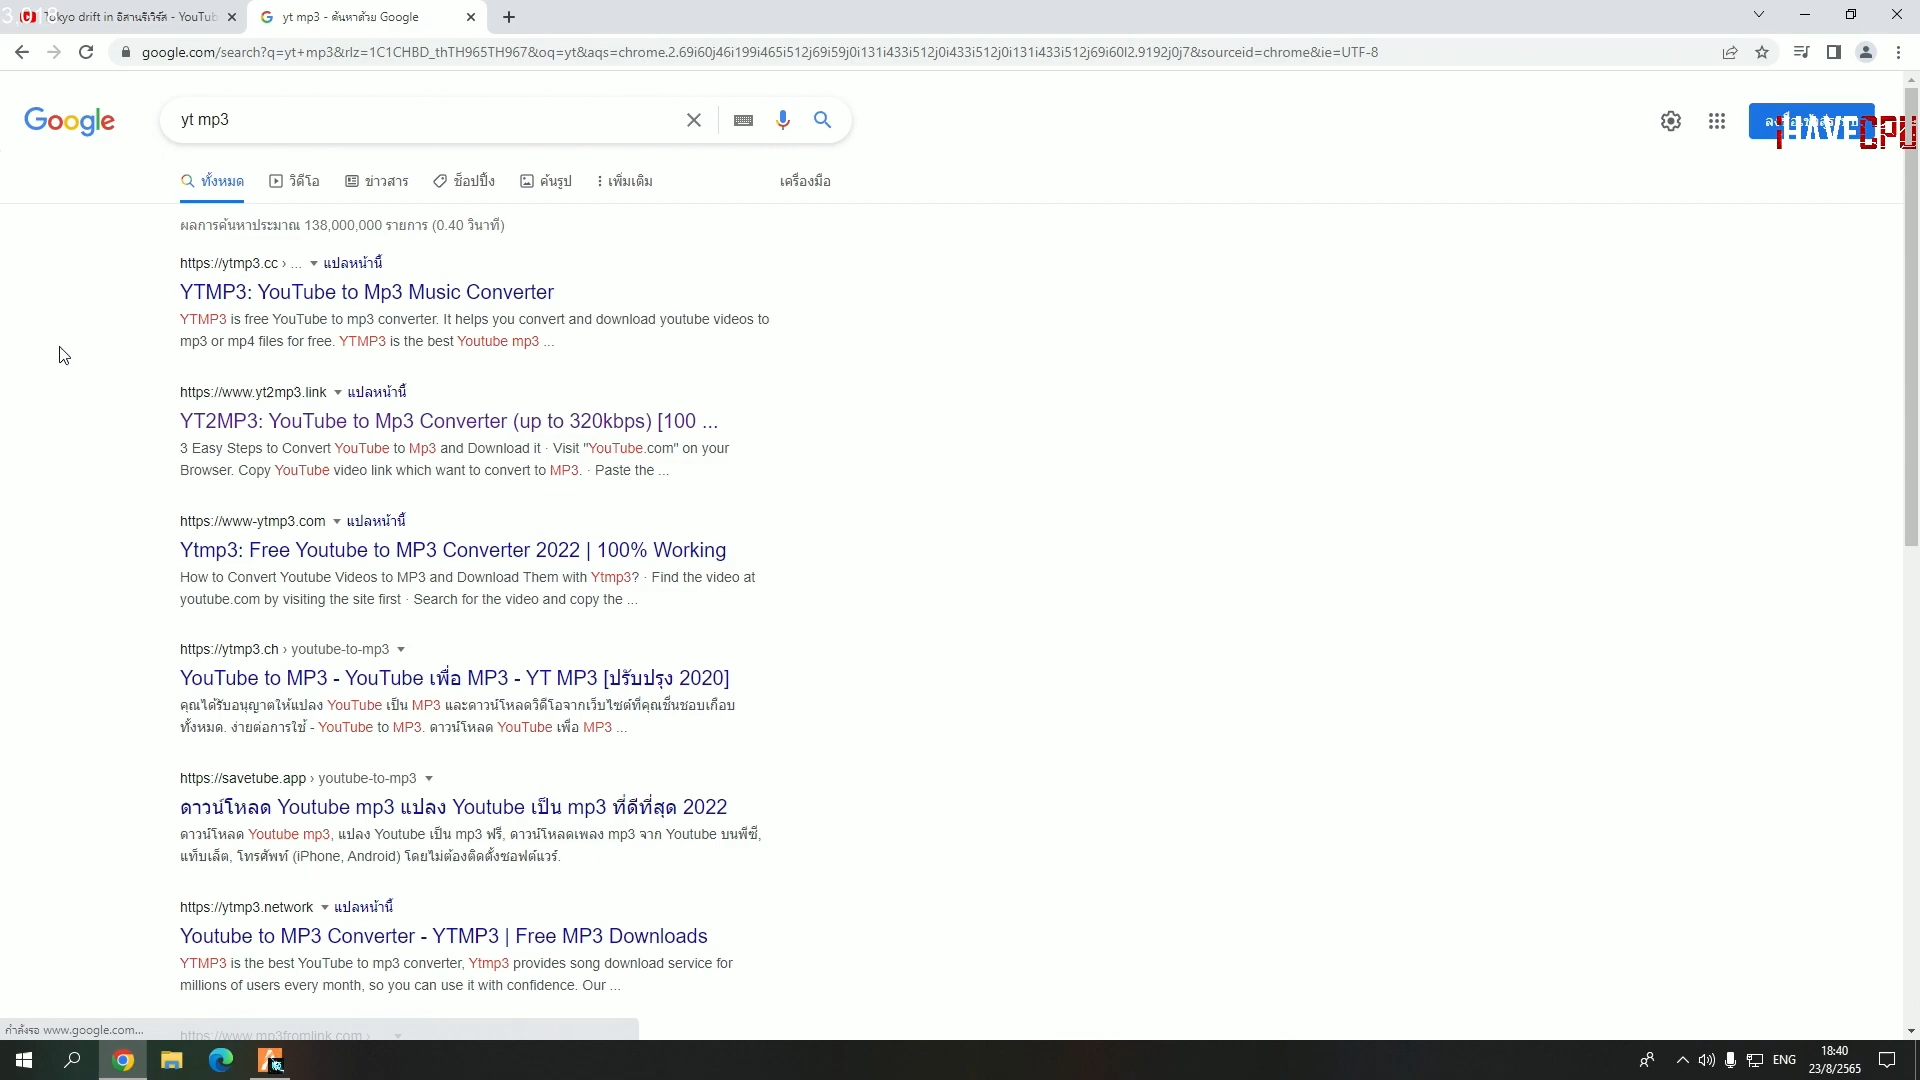 Tokyo drift in อิสานรีเวิร์ส - YouTub
yt mp3 - ค้นหาด้วย Google
google.com/search?q=yt+mp3&rlz=1C1CHBD_thTH965TH967&oq=yt&aqs=chrome.2.69i60j46i199i465i512j69i59j0i131i433i512j0i433i512j0i131i433i512j69i60l2.9192j0j7&sourceid=chrome&ie=UTF-8
Google
yt mp3
iHAVECPU
ทั้งหมด วิดีโอ ข่าวสาร ช็อปปิ้ง ค้นรูป เพิ่มเติม เครื่องมือ
ผลการค้นหาประมาณ 138,000,000 รายการ (0.40 วินาที)
https://ytmp3.cc › ... แปลหน้านี้
YTMP3: YouTube to Mp3 Music Converter
YTMP3 is free YouTube to mp3 converter. It helps you convert and download youtube videos to
mp3 or mp4 files for free. YTMP3 is the best Youtube mp3 ...
https://www.yt2mp3.link แปลหน้านี้
YT2MP3: YouTube to Mp3 Converter (up to 320kbps) [100 ...
3 Easy Steps to Convert YouTube to Mp3 and Download it · Visit "YouTube.com" on your
Browser. Copy YouTube video link which want to convert to MP3. · Paste the ...
https://www-ytmp3.com แปลหน้านี้
Ytmp3: Free Youtube to MP3 Converter 2022 | 100% Working
How to Convert Youtube Videos to MP3 and Download Them with Ytmp3? · Find the video at
youtube.com by visiting the site first · Search for the video and copy the ...
https://ytmp3.ch › youtube-to-mp3
YouTube to MP3 - YouTube เพื่อ MP3 - YT MP3 [ปรับปรุง 2020]
คุณได้รับอนุญาตให้แปลง YouTube เป็น MP3 และดาวน์โหลดวิดีโอจากเว็บไซต์ที่คุณชื่นชอบเกือบ
ทั้งหมด. ง่ายต่อการใช้ - YouTube to MP3. ดาวน์โหลด YouTube เพื่อ MP3 ...
https://savetube.app › youtube-to-mp3
ดาวน์โหลด Youtube mp3 แปลง Youtube เป็น mp3 ที่ดีที่สุด 2022
ดาวน์โหลด Youtube mp3, แปลง Youtube เป็น mp3 ฟรี, ดาวน์โหลดเพลง mp3 จาก Youtube บนพีซี,
แท็บเล็ต, โทรศัพท์ (iPhone, Android) โดยไม่ต้องติดตั้งซอฟต์แวร์.
https://ytmp3.network แปลหน้านี้
Youtube to MP3 Converter - YTMP3 | Free MP3 Downloads
YTMP3 is the best YouTube to mp3 converter, Ytmp3 provides song download service for
millions of users every month, so you can use it with confidence. Our ...
https://www.mp3fromlink.com ›
กำลังรอ www.google.com...
ENG
18:40
23/8/2565